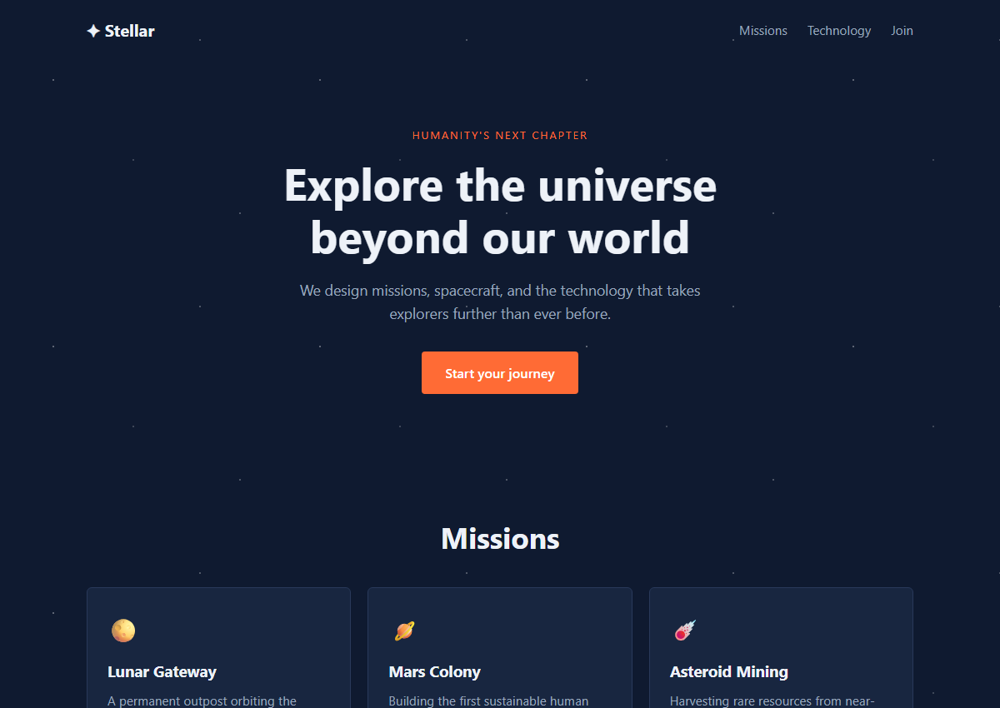 ✦ Stellar
Missions Technology Join
HUMANITY'S NEXT CHAPTER
Explore the universe
beyond our world
We design missions, spacecraft, and the technology that takes
explorers further than ever before.
Start your journey
Missions
Lunar Gateway
A permanent outpost orbiting the
Mars Colony
Building the first sustainable human
Asteroid Mining
Harvesting rare resources from near-